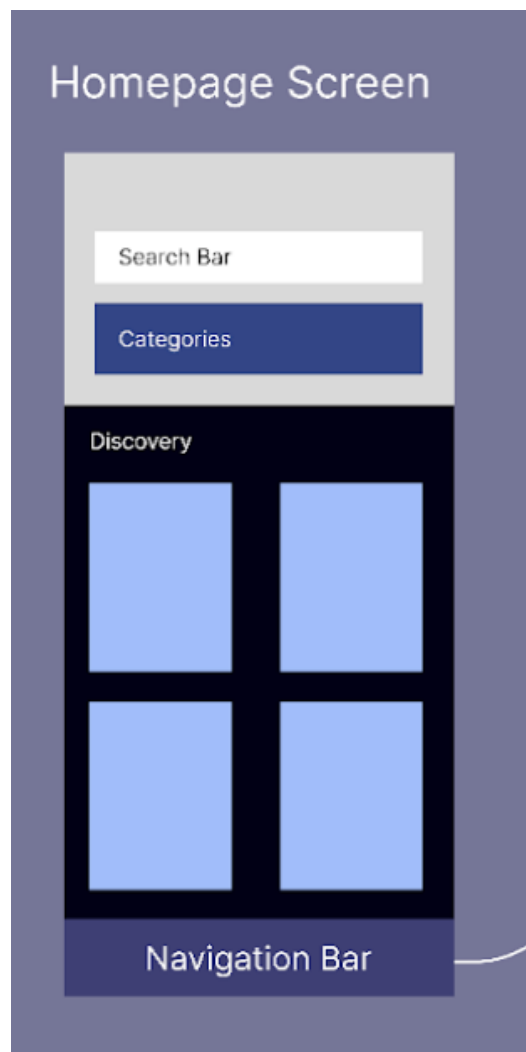 Homepage Screen
Search Bar
Categories
Discovery
Navigation Bar